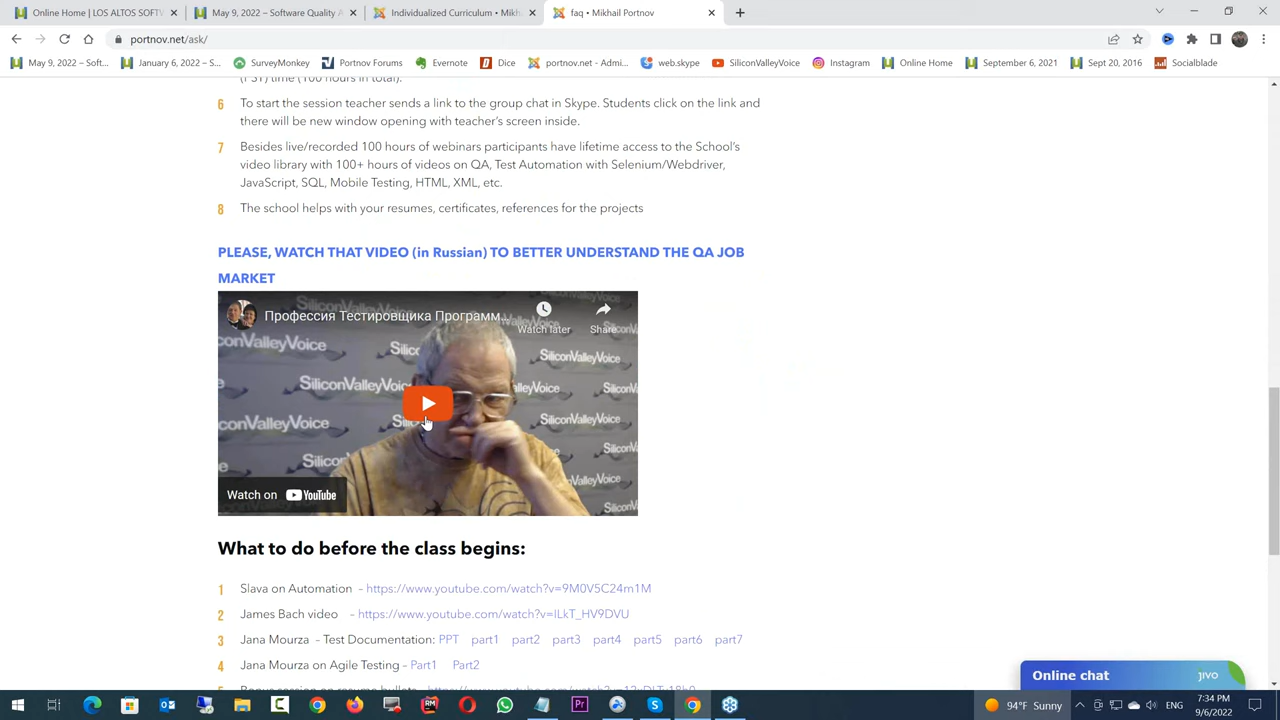 Online Home | LOS ALTOS SOFTV
May 9, 2022 – Software Quality A
Individualized Curriculum • Mikh
faq • Mikhail Portnov
portnov.net/ask/
May 9, 2022 – Soft...
January 6, 2022 – S...
SurveyMonkey
Portnov Forums
Evernote
Dice
portnov.net - Admi...
web.skype
SiliconValleyVoice
Instagram
Online Home
September 6, 2021
Sept 20, 2016
Socialblade
(PST) time (100 hours in total).
6 To start the session teacher sends a link to the group chat in Skype. Students click on the link and
there will be new window opening with teacher's screen inside.
7 Besides live/recorded 100 hours of webinars participants have lifetime access to the School's
video library with 100+ hours of videos on QA, Test Automation with Selenium/Webdriver,
JavaScript, SQL, Mobile Testing, HTML, XML, etc.
8 The school helps with your resumes, certificates, references for the projects
PLEASE, WATCH THAT VIDEO (in Russian) TO BETTER UNDERSTAND THE QA JOB
MARKET
Профессия Тестировщика Программ...
Watch later
Share
SiliconValleyVoice
Watch on YouTube
What to do before the class begins:
1 Slava on Automation – https://www.youtube.com/watch?v=9M0V5C24m1M
2 James Bach video – https://www.youtube.com/watch?v=ILkT_HV9DVU
3 Jana Mourza – Test Documentation: PPT part1 part2 part3 part4 part5 part6 part7
4 Jana Mourza on Agile Testing – Part1 Part2
Online chat jivo
94°F Sunny
ENG
7:34 PM
9/6/2022